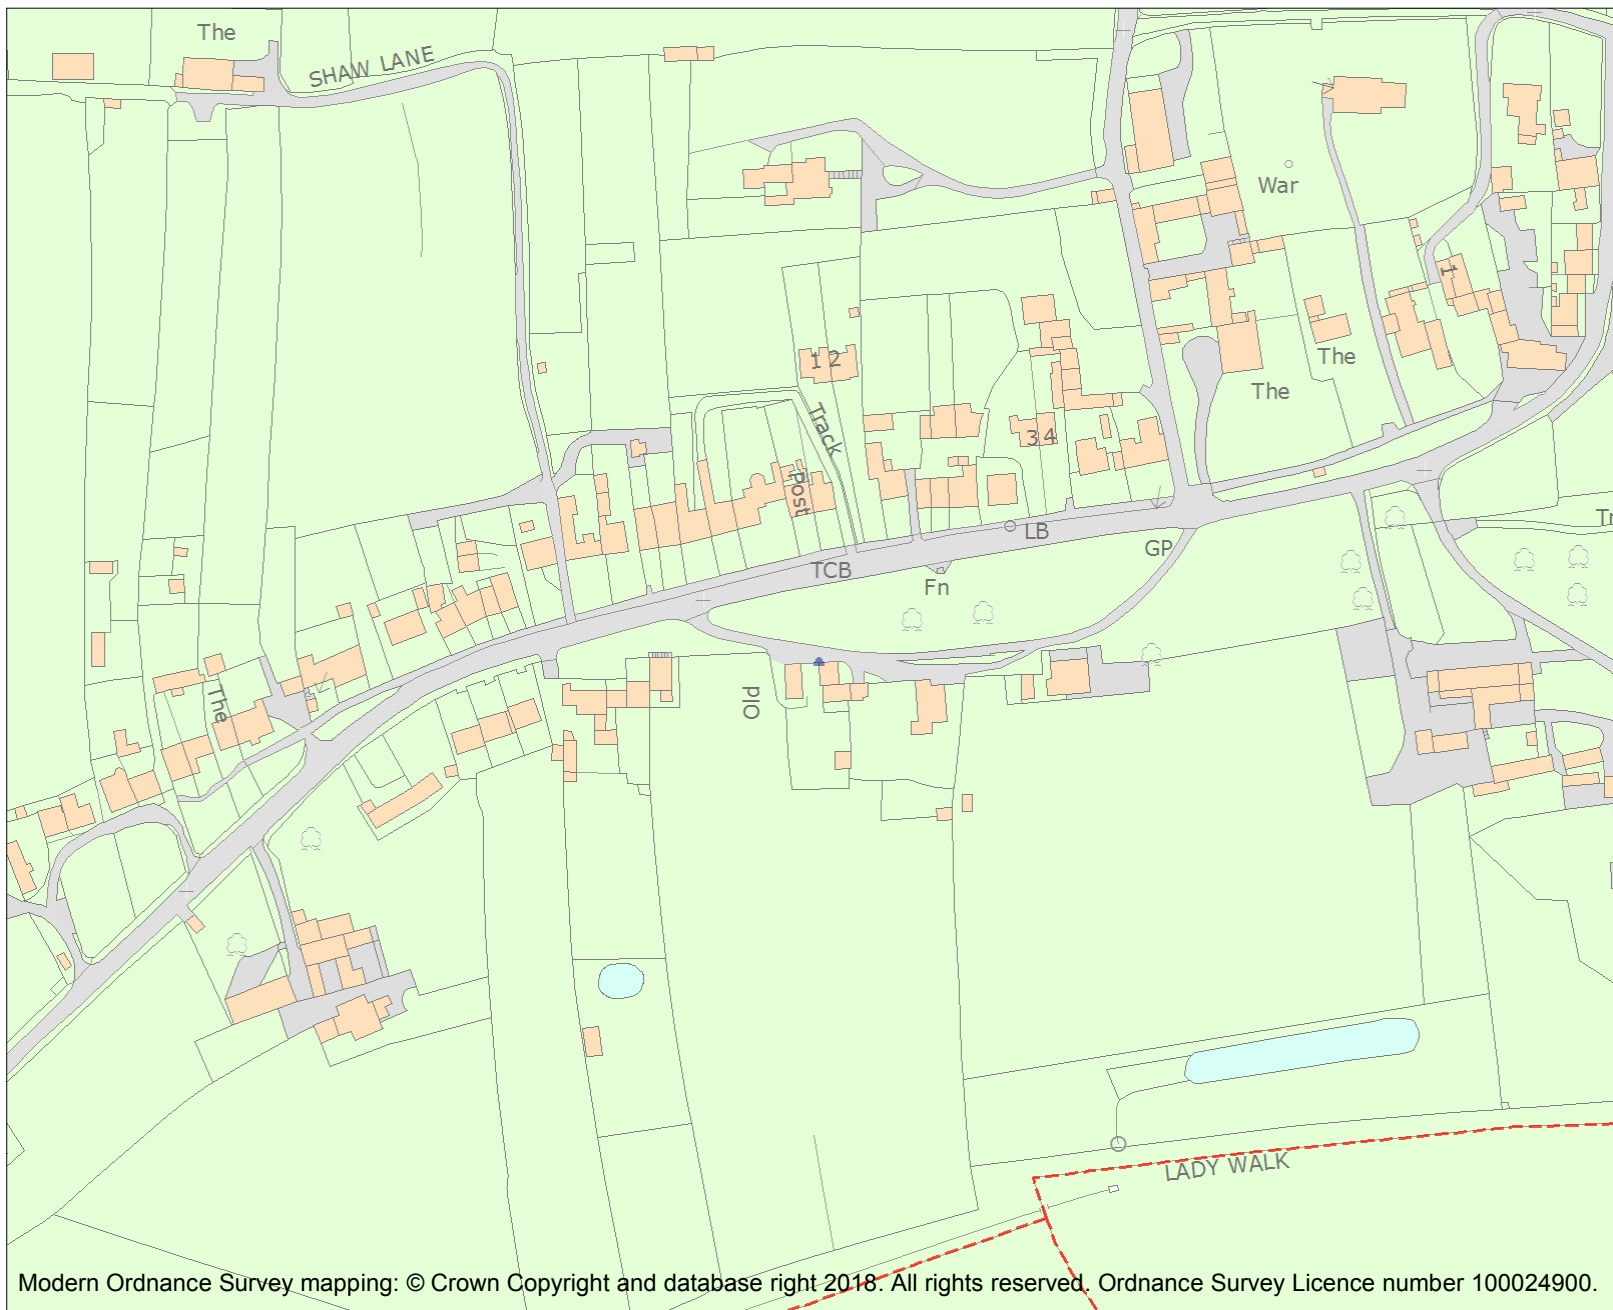 The
SHAW LANE
War
1
The
The
1 2
Track
3 4
Post
LB
GP
TCB
Fn
Old
The
LADY WALK
Modern Ordnance Survey mapping: © Crown Copyright and database right 2018. All rights reserved. Ordnance Survey Licence number 100024900.